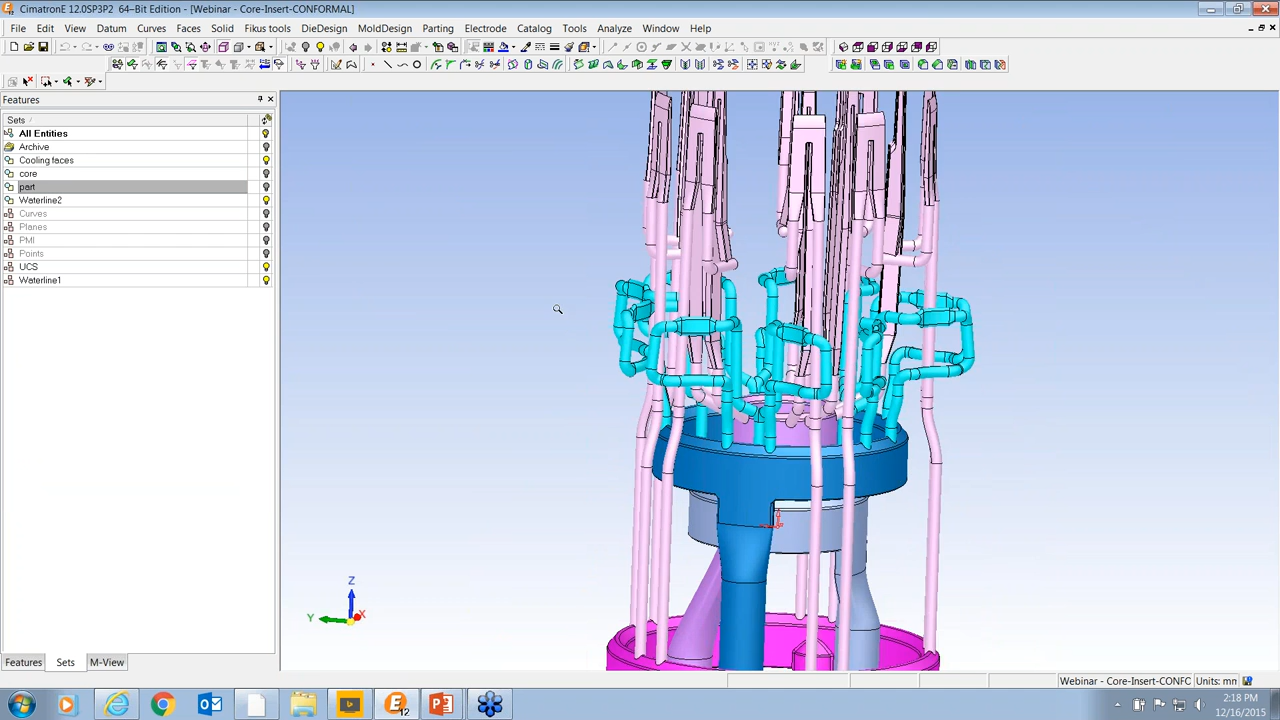 CimatronE 12.0SP3P2  64-Bit Edition - [Webinar - Core-Insert-CONFORMAL]
File Edit View Datum Curves Faces Solid Fikus tools DieDesign MoldDesign Parting Electrode Catalog Tools Analyze Window Help
Features
Sets
All Entities
Archive
Cooling faces
core
part
Waterline2
Curves
Planes
PMI
Points
UCS
Waterline1
Z
Y
X
Features Sets M-View
Webinar - Core-Insert-CONFC Units: mm
12
2:18 PM
12/16/2015